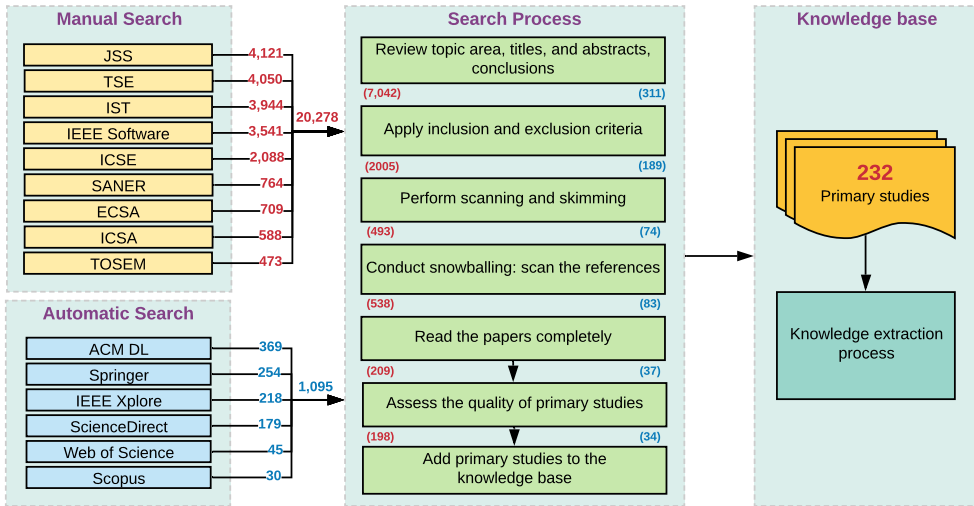 Manual Search
JSS
4,121
TSE
4,050
IST
3,944
IEEE Software
3,541
ICSE
2,088
SANER
764
ECSA
709
ICSA
588
TOSEM
473
20,278
Automatic Search
ACM DL
369
Springer
254
IEEE Xplore
218
ScienceDirect
179
Web of Science
45
Scopus
30
1,095
Search Process
Review topic area, titles, and abstracts,
conclusions
(7,042)
(311)
Apply inclusion and exclusion criteria
(2005)
(189)
Perform scanning and skimming
(493)
(74)
Conduct snowballing: scan the references
(538)
(83)
Read the papers completely
(209)
(37)
Assess the quality of primary studies
(198)
(34)
Add primary studies to the
knowledge base
Knowledge base
232
Primary studies
Knowledge extraction
process